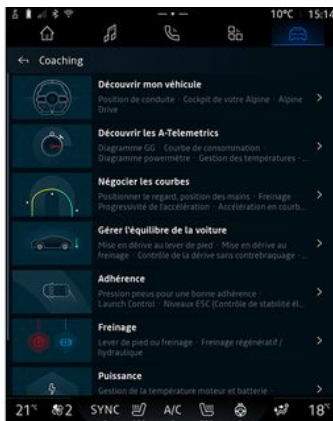 10°C 15:14
Coaching
Découvrir mon véhicule
Position de conduite · Cockpit de votre Alpine · Alpine
Drive
Découvrir les A-Telemetrics
Diagramme GG · Courbe de consommation ·
Diagramme powermètre · Gestion des températures · ...
Négocier les courbes
Positionner le regard, position des mains · Freinage ·
Progressivité de l'accélération · Accélération en courb...
Gérer l'équilibre de la voiture
Mise en dérive au lever de pied · Mise en dérive au
freinage · Contrôle de la dérive sans contrebraquage · ...
Adhérence
Pression pneus pour une bonne adhérence ·
Launch Control · Niveaux ESC (Contrôle de stabilité él...
Freinage
Lever de pied ou freinage · Freinage régénératif /
hydraulique
Puissance
Gestion de la température moteur et batterie ·
21°C 2 SYNC A/C 18°